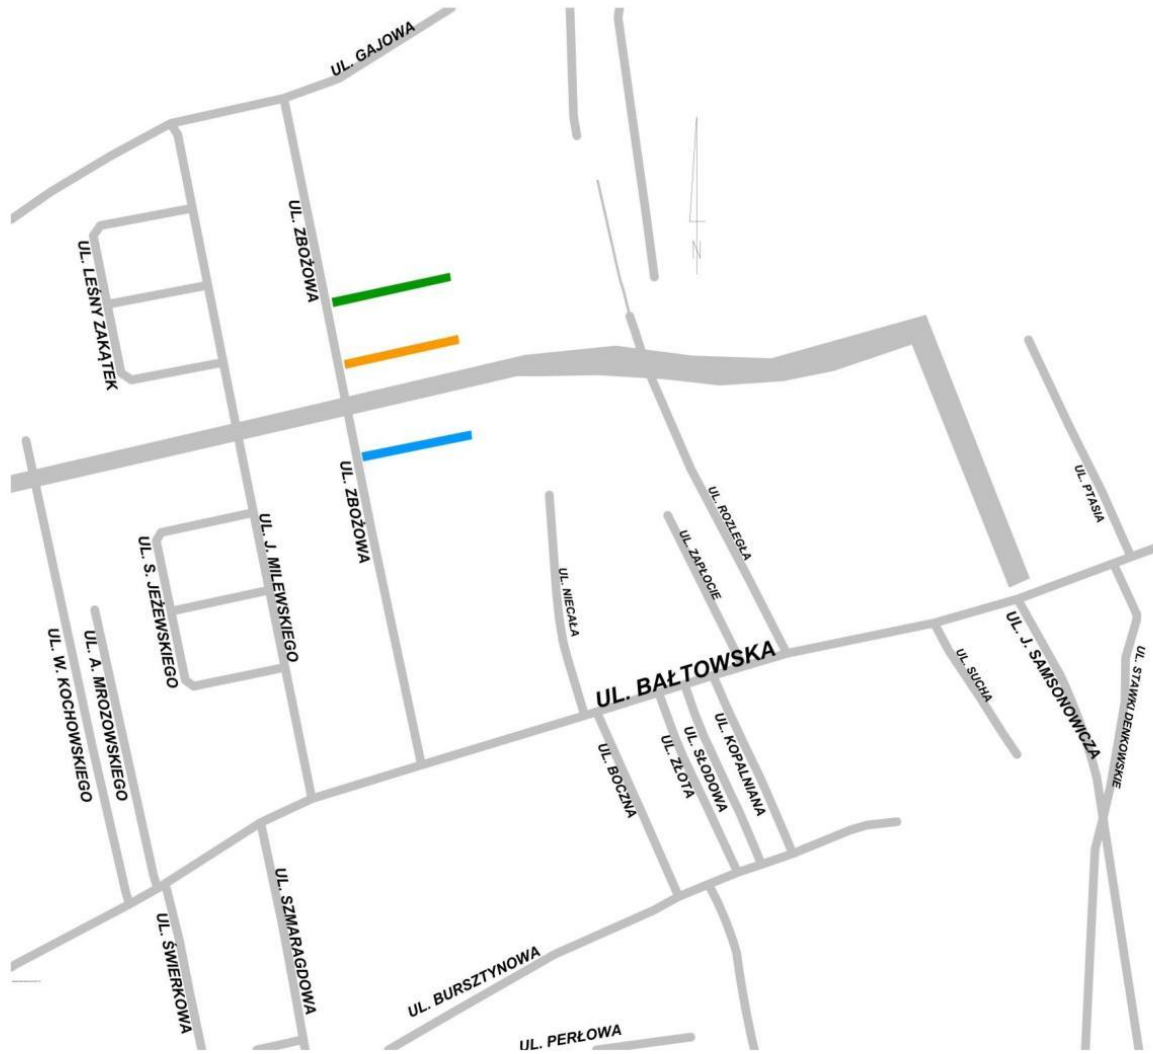 UL. GAJOWA
UL. ZBOŻOWA
UL. LEŚNY ZAKĄTEK
N
UL. ZBOŻOWA
UL. PTASIA
UL. ROZLEGŁA
UL. J. MILEWSKIEGO
UL. S. JEŻEWSKIEGO
UL. ZAPŁOCIE
UL. NIECAŁA
UL. W. KOCHOWSKIEGO
UL. A. MROZOWSKIEGO
UL. BAŁTOWSKA
UL. J. SAMSONOWICZA
UL. SUCHA
UL. STAWKI DENKOWSKIE
UL. BOCZNA
UL. ZŁOTA
UL. SŁODOWA
UL. KOPALNIANA
UL. SZMARAGDOWA
UL. ŚWIERKOWA
UL. BURSZTYNOWA
UL. PERŁOWA